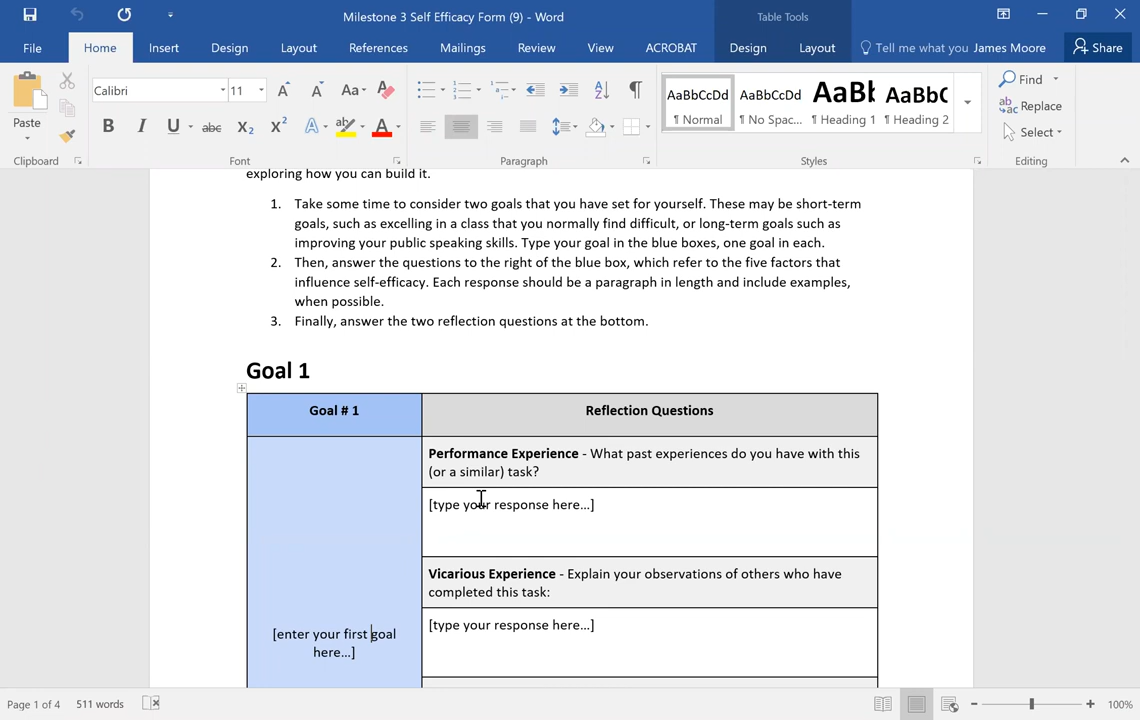 Milestone 3 Self Efficacy Form (9) - Word
Table Tools
File Home Insert Design Layout References Mailings Review View ACROBAT Design Layout Tell me what you James Moore Share
Paste
Calibri 11
Aa
B I U abc X2 X2 A ab A
A Z
AaBbCcDd AaBbCcDd AaBb AaBbC
¶ Normal ¶ No Spac... ¶ Heading 1 ¶ Heading 2
Find
Replace
Select
Clipboard Font Paragraph Styles Editing
exploring how you can build it.
1. Take some time to consider two goals that you have set for yourself. These may be short-term
goals, such as excelling in a class that you normally find difficult, or long-term goals such as
improving your public speaking skills. Type your goal in the blue boxes, one goal in each.
2. Then, answer the questions to the right of the blue box, which refer to the five factors that
influence self-efficacy. Each response should be a paragraph in length and include examples,
when possible.
3. Finally, answer the two reflection questions at the bottom.
Goal 1
Goal # 1
Reflection Questions
Performance Experience - What past experiences do you have with this
(or a similar) task?
[type your response here...]
Vicarious Experience - Explain your observations of others who have
completed this task:
[type your response here...]
[enter your first goal
here...]
Page 1 of 4 511 words
100%